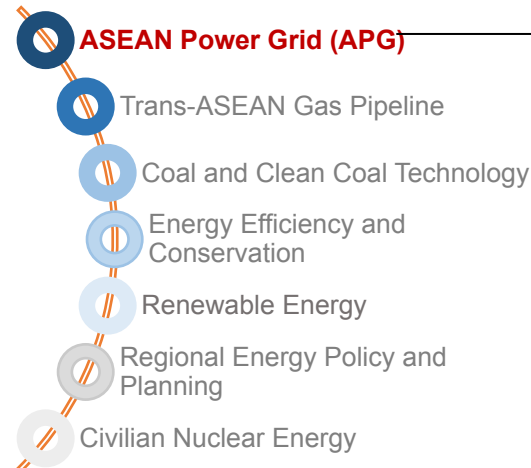 ASEAN Power Grid (APG)
Trans-ASEAN Gas Pipeline
Coal and Clean Coal Technology
Energy Efficiency and
Conservation
Renewable Energy
Regional Energy Policy and
Planning
Civilian Nuclear Energy